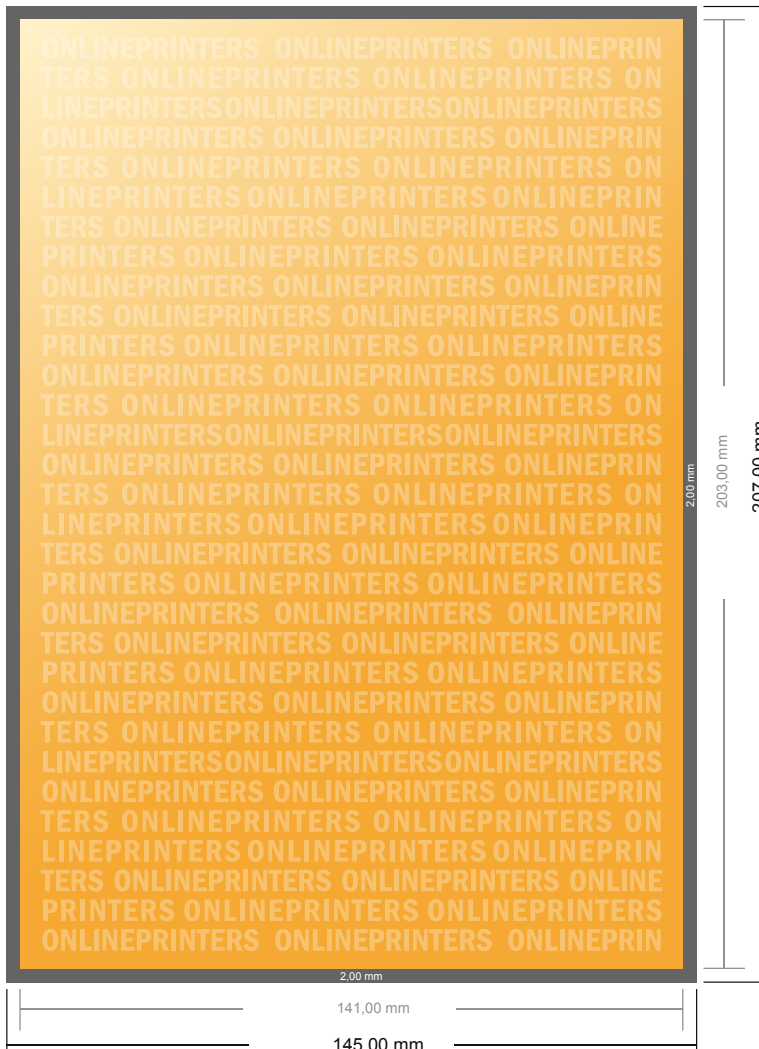 ONLINEPRINTERS ONLINEPRINTERS ONLINEPRIN
TERS ONLINEPRINTERS ONLINEPRINTERS ON
LINEPRINTERSONLINEPRINTERSONLINEPRINTERS
ONLINEPRINTERS ONLINEPRINTERS ONLINEPRIN
TERS ONLINEPRINTERS ONLINEPRINTERS ON
LINEPRINTERS ONLINEPRINTERS ONLINEPRIN
TERS ONLINEPRINTERS ONLINEPRINTERS ONLINE
PRINTERS ONLINEPRINTERS ONLINEPRINTERS
ONLINEPRINTERS ONLINEPRINTERS ONLINEPRIN
TERS ONLINEPRINTERS ONLINEPRINTERS ONLINE
PRINTERS ONLINEPRINTERS ONLINEPRINTERS
ONLINEPRINTERS ONLINEPRINTERS ONLINEPRIN
TERS ONLINEPRINTERS ONLINEPRINTERS ON
LINEPRINTERSONLINEPRINTERSONLINEPRINTERS
ONLINEPRINTERS ONLINEPRINTERS ONLINEPRIN
TERS ONLINEPRINTERS ONLINEPRINTERS ON
LINEPRINTERS ONLINEPRINTERS ONLINEPRIN
TERS ONLINEPRINTERS ONLINEPRINTERS ONLINE
PRINTERS ONLINEPRINTERS ONLINEPRINTERS
ONLINEPRINTERS ONLINEPRINTERS ONLINEPRIN
TERS ONLINEPRINTERS ONLINEPRINTERS ONLINE
PRINTERS ONLINEPRINTERS ONLINEPRINTERS
ONLINEPRINTERS ONLINEPRINTERS ONLINEPRIN
TERS ONLINEPRINTERS ONLINEPRINTERS ON
LINEPRINTERSONLINEPRINTERSONLINEPRINTERS
ONLINEPRINTERS ONLINEPRINTERS ONLINEPRIN
TERS ONLINEPRINTERS ONLINEPRINTERS ON
LINEPRINTERS ONLINEPRINTERS ONLINEPRIN
TERS ONLINEPRINTERS ONLINEPRINTERS ONLINE
PRINTERS ONLINEPRINTERS ONLINEPRINTERS
ONLINEPRINTERS ONLINEPRINTERS ONLINEPRIN
2,00 mm
203,00 mm
207,00 mm
2,00 mm
141,00 mm
145,00 mm